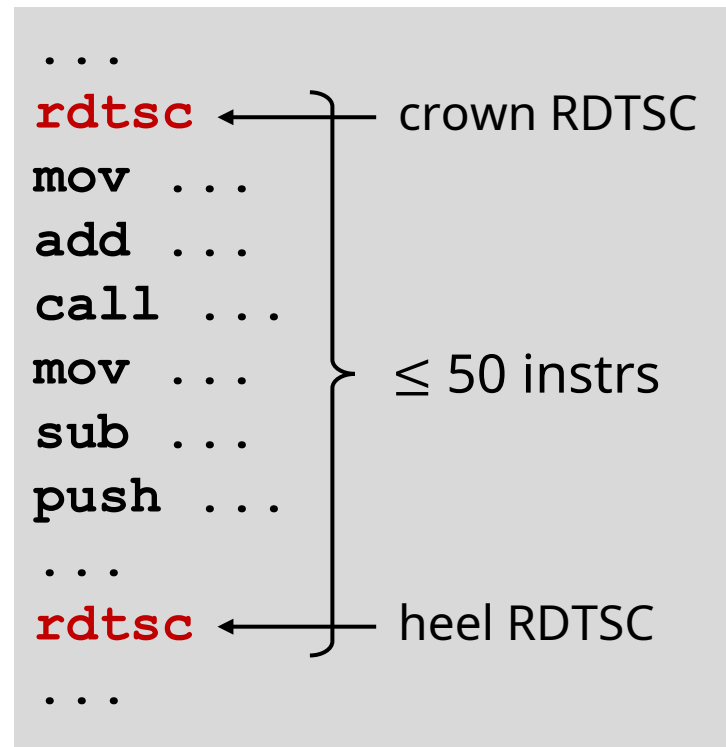 ...
rdtsc crown RDTSC
mov ...
add ...
call ...
mov ... ≤ 50 instrs
sub ...
push ...
...
rdtsc heel RDTSC
...